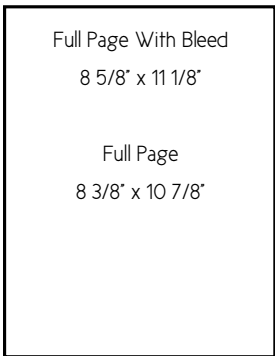 Full Page With Bleed
8 5/8" x 11 1/8"
Full Page
8 3/8" x 10 7/8"